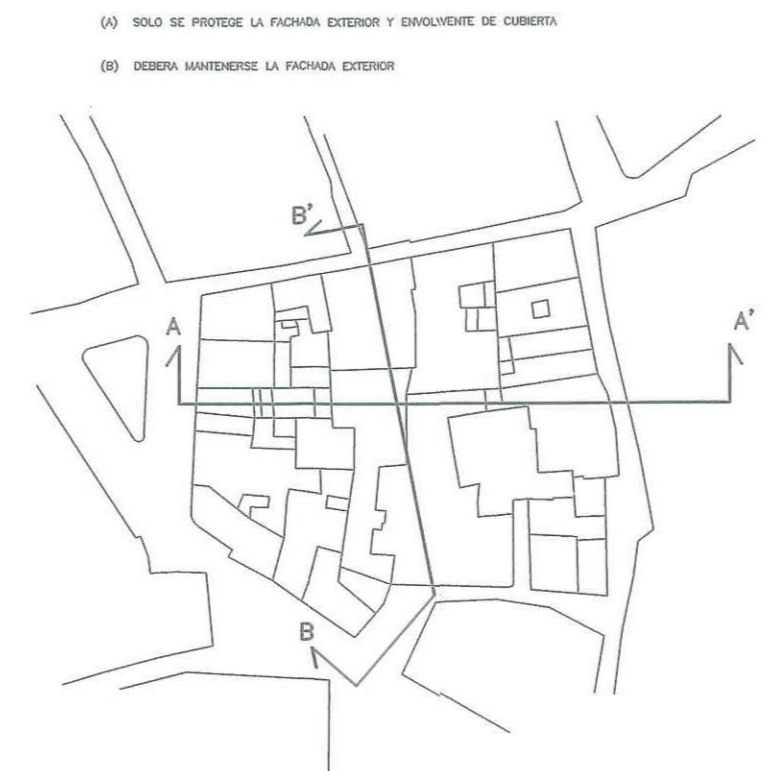 (A) SOLO SE PROTEGE LA FACHADA EXTERIOR Y ENVOLVENTE DE CUBIERTA
(B) DEBERA MANTENERSE LA FACHADA EXTERIOR
B'
A
A'
B